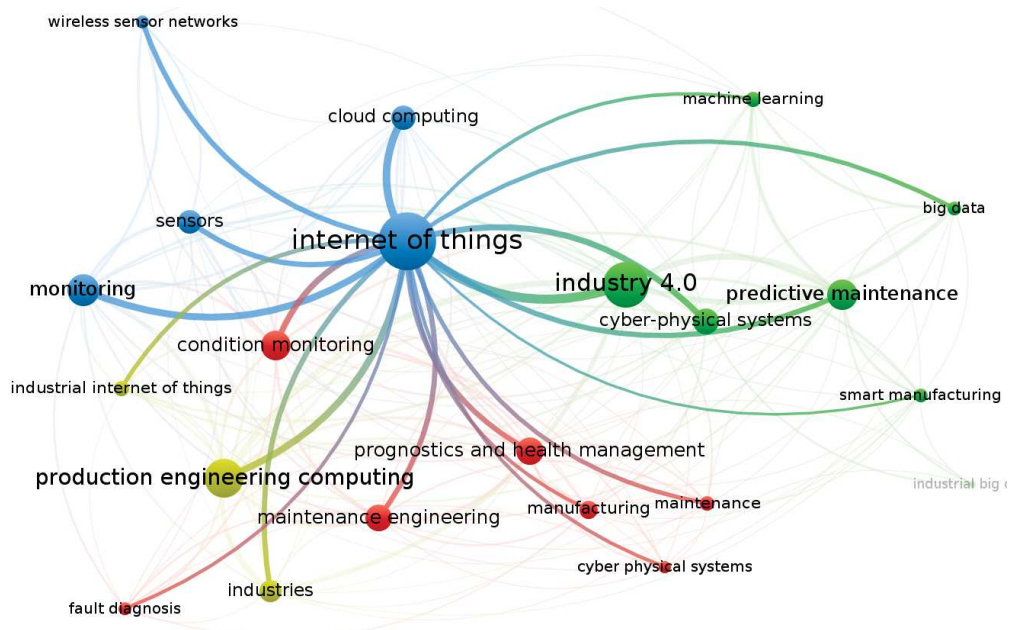 wireless sensor networks
machine learning
cloud computing
big data
sensors
internet of things
industry 4.0
monitoring
predictive maintenance
cyber-physical systems
condition monitoring
industrial internet of things
smart manufacturing
prognostics and health management
production engineering computing
industrial big
maintenance
manufacturing
maintenance engineering
cyber physical systems
industries
fault diagnosis